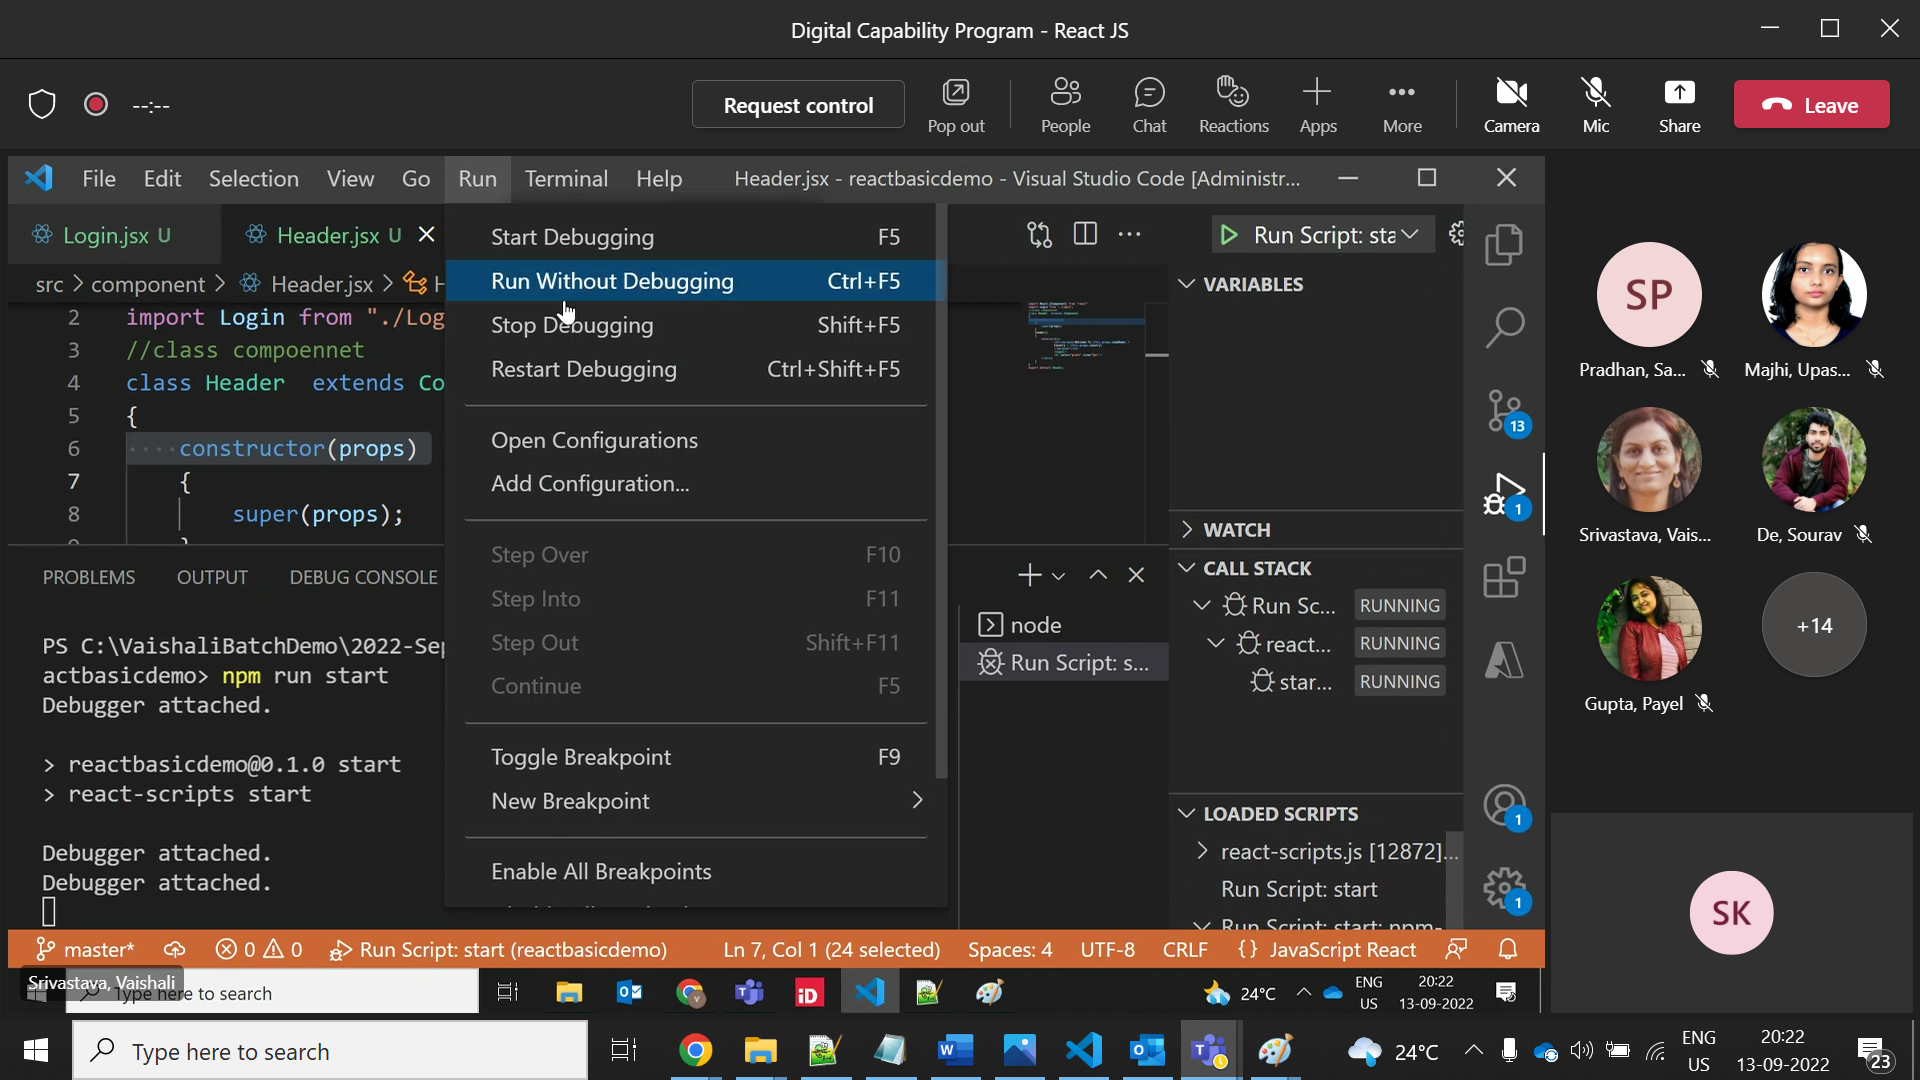 Digital Capability Program - React JS
--:--
Request control
Pop out
People
Chat
Reactions
Apps
More
Camera
Mic
Share
Leave
File Edit Selection View Go Run Terminal Help
Header.jsx - reactbasicdemo - Visual Studio Code [Administr...
Login.jsx U
Header.jsx U
Run Script: sta
src > component > Header.jsx > H
2 import Login from "./Log
3 //class compoennet
4 class Header extends Co
5 {
6 constructor(props)
7 {
8 super(props);
Start Debugging F5
Run Without Debugging Ctrl+F5
Stop Debugging Shift+F5
Restart Debugging Ctrl+Shift+F5
Open Configurations
Add Configuration...
Step Over F10
Step Into F11
Step Out Shift+F11
Continue F5
Toggle Breakpoint F9
New Breakpoint
Enable All Breakpoints
VARIABLES
WATCH
CALL STACK
Run Sc... RUNNING
react... RUNNING
star... RUNNING
LOADED SCRIPTS
react-scripts.js [12872]...
Run Script: start
Run Script: start: npm-
13
1
1
1
PROBLEMS OUTPUT DEBUG CONSOLE
PS C:\VaishaliBatchDemo\2022-Sep
actbasicdemo> npm run start
Debugger attached.
> reactbasicdemo@0.1.0 start
> react-scripts start
Debugger attached.
Debugger attached.
node
Run Script: s...
master* 0 0 Run Script: start (reactbasicdemo) Ln 7, Col 1 (24 selected) Spaces: 4 UTF-8 CRLF {} JavaScript React
Srivastava, Vaishali
Type here to search
iD
24°C
ENG
US
20:22
13-09-2022
SP
Pradhan, Sa...
Majhi, Upas...
Srivastava, Vais...
De, Sourav
Gupta, Payel
+14
SK
Type here to search
24°C
ENG
US
20:22
13-09-2022
23